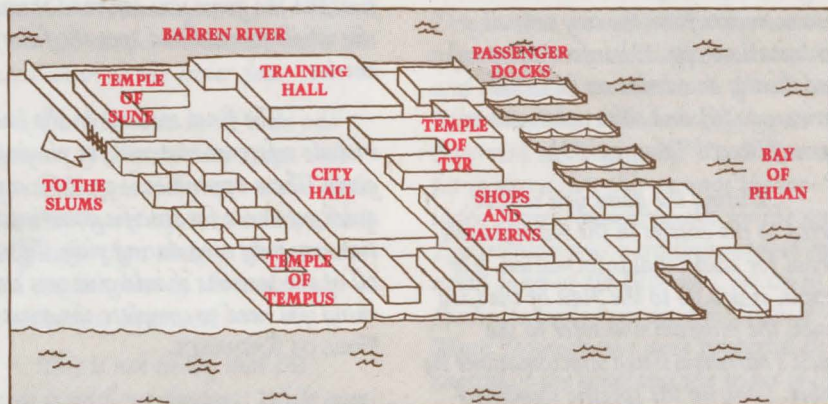 BARREN RIVER
PASSENGER
DOCKS
TEMPLE
OF
SUNE
TRAINING
HALL
TEMPLE
OF
TYR
BAY
OF
PHILAN
TO THE
SLUMS
CITY
HALL
SHOPS
AND
TAVERNS
TEMPLE
OF
TEMPUS